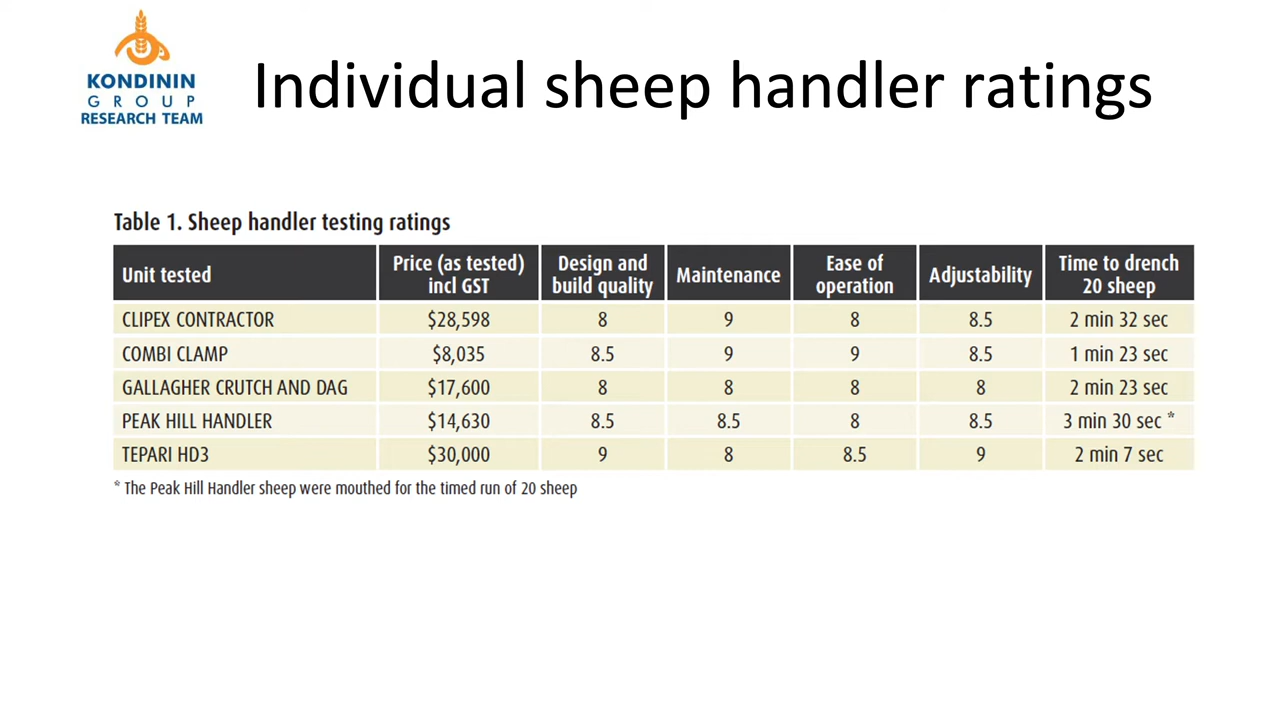 KONDININ
GROUP
RESEARCH TEAM
Individual sheep handler ratings
Table 1. Sheep handler testing ratings
Unit tested Price (as tested) incl GST Design and build quality Maintenance Ease of operation Adjustability Time to drench 20 sheep
CLIPEX CONTRACTOR $28,598 8 9 8 8.5 2 min 32 sec
COMBI CLAMP $8,035 8.5 9 9 8.5 1 min 23 sec
GALLAGHER CRUTCH AND DAG $17,600 8 8 8 8 2 min 23 sec
PEAK HILL HANDLER $14,630 8.5 8.5 8 8.5 3 min 30 sec *
TEPARI HD3 $30,000 9 8 8.5 9 2 min 7 sec
* The Peak Hill Handler sheep were mouthed for the timed run of 20 sheep